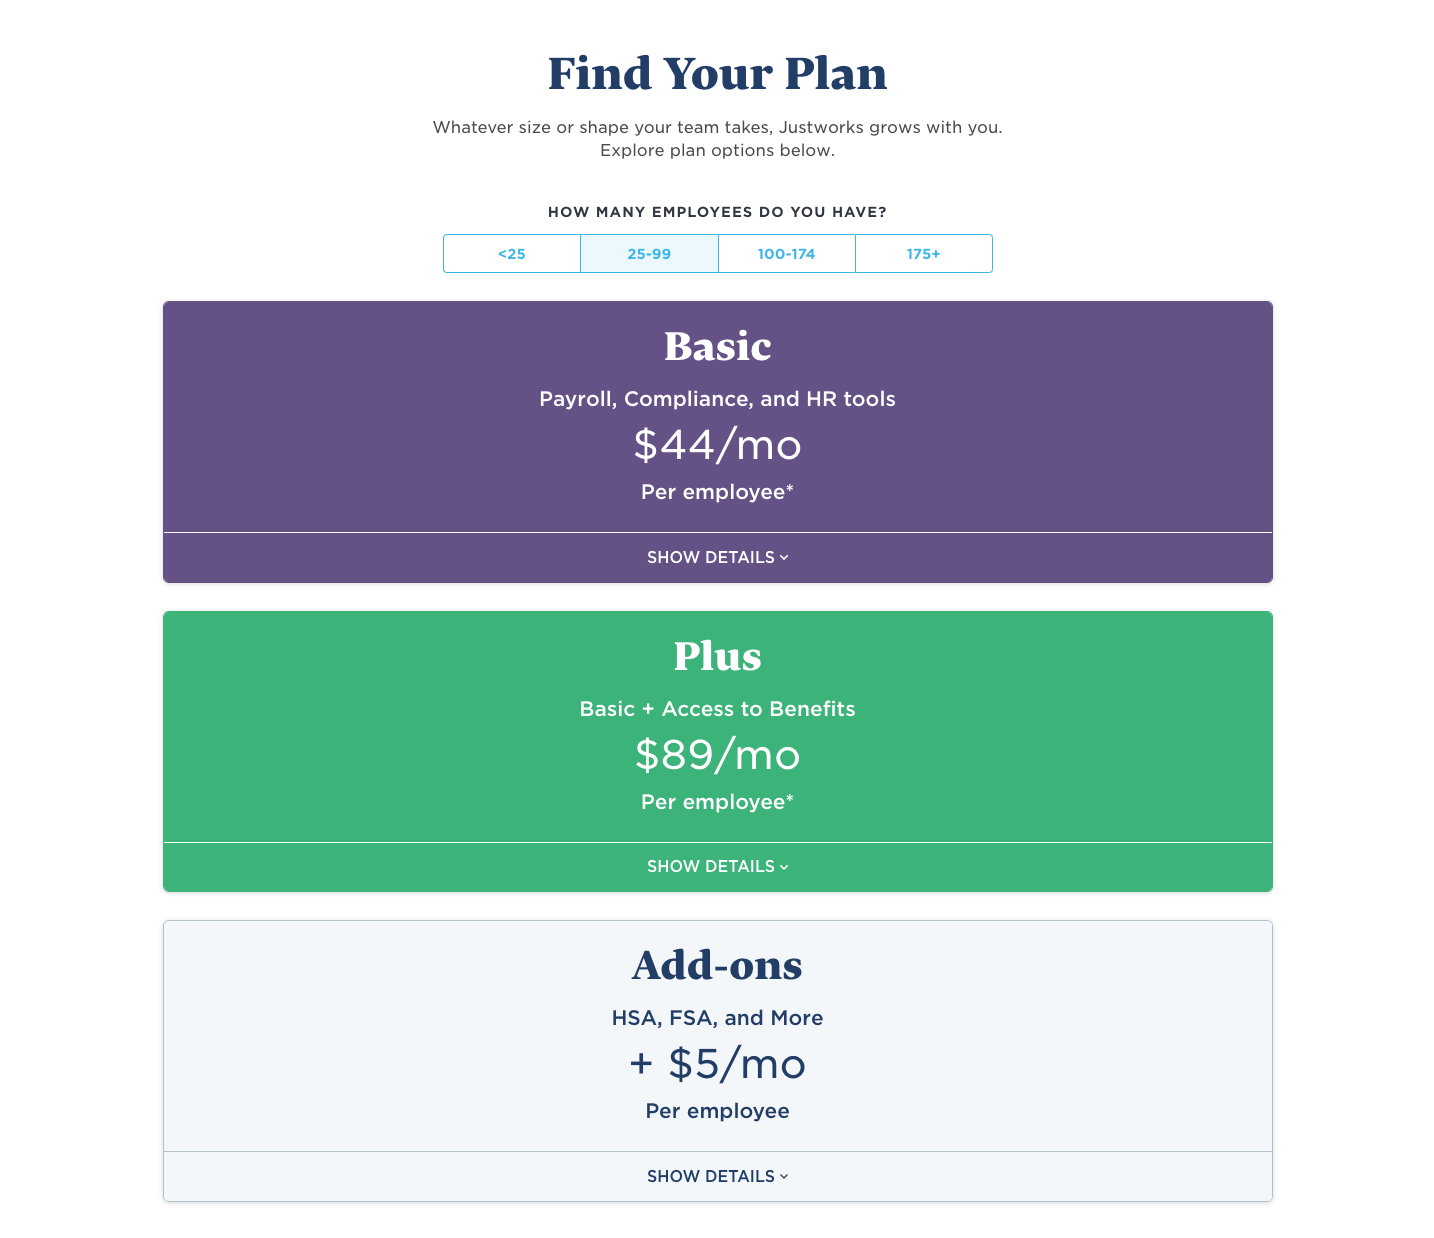 Find Your Plan
Whatever size or shape your team takes, Justworks grows with you.
Explore plan options below.
HOW MANY EMPLOYEES DO YOU HAVE?
<25 25-99 100-174 175+
Basic
Payroll, Compliance, and HR tools
$44/mo
Per employee*
SHOW DETAILS
Plus
Basic + Access to Benefits
$89/mo
Per employee*
SHOW DETAILS
Add-ons
HSA, FSA, and More
+ $5/mo
Per employee
SHOW DETAILS